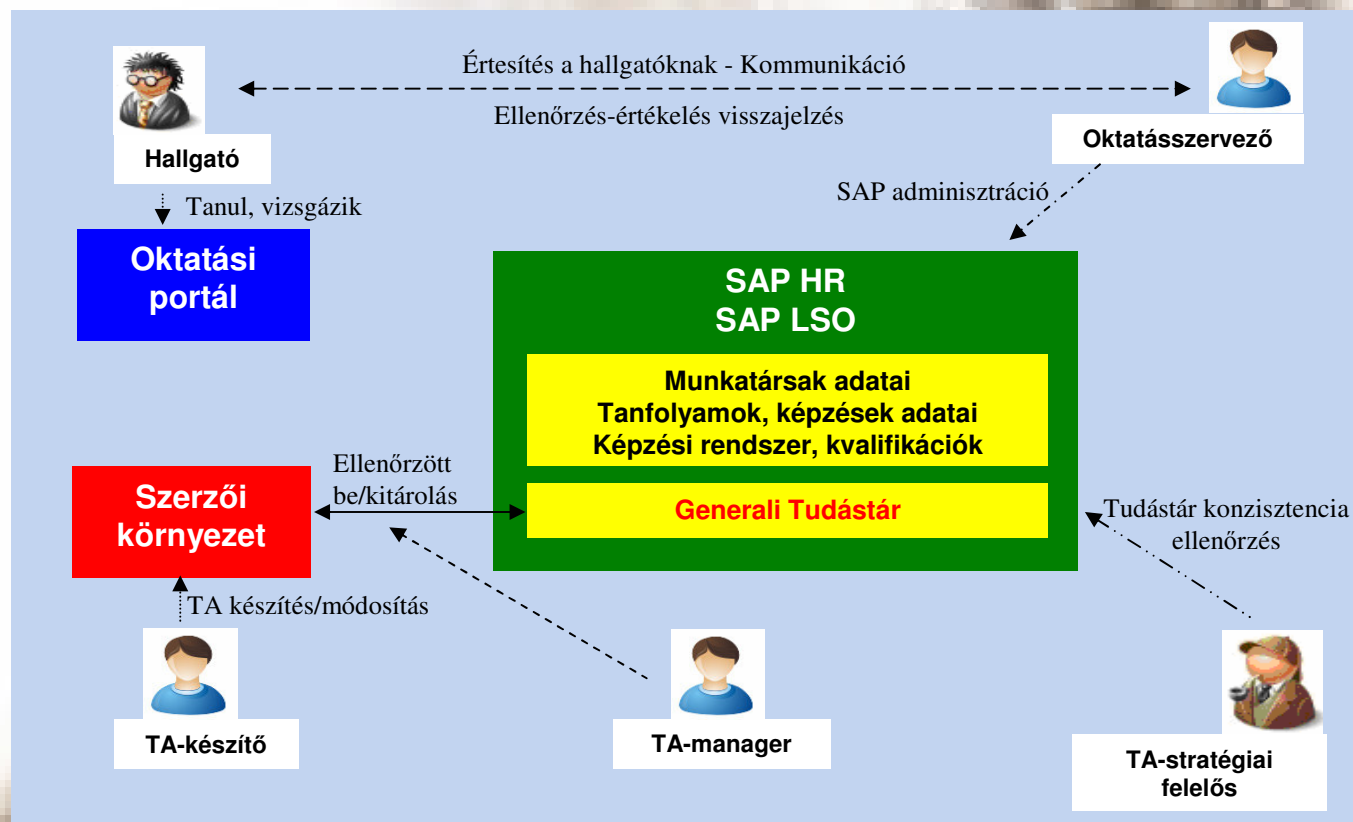 Értesítés a hallgatóknak - Kommunikáció
Ellenőrzés-értékelés visszajelzés
Hallgató
Oktatásszervező
Tanul, vizsgázik
SAP adminisztráció
Oktatási
portál
SAP HR
SAP LSO
Munkatársak adatai
Tanfolyamok, képzések adatai
Képzési rendszer, kvalifikációk
Ellenőrzött
be/kitárolás
Szerzői
környezet
Generali Tudástár
Tudástár konzisztencia
ellenőrzés
TA készítés/módosítás
TA-készítő
TA-manager
TA-stratégiai
felelős